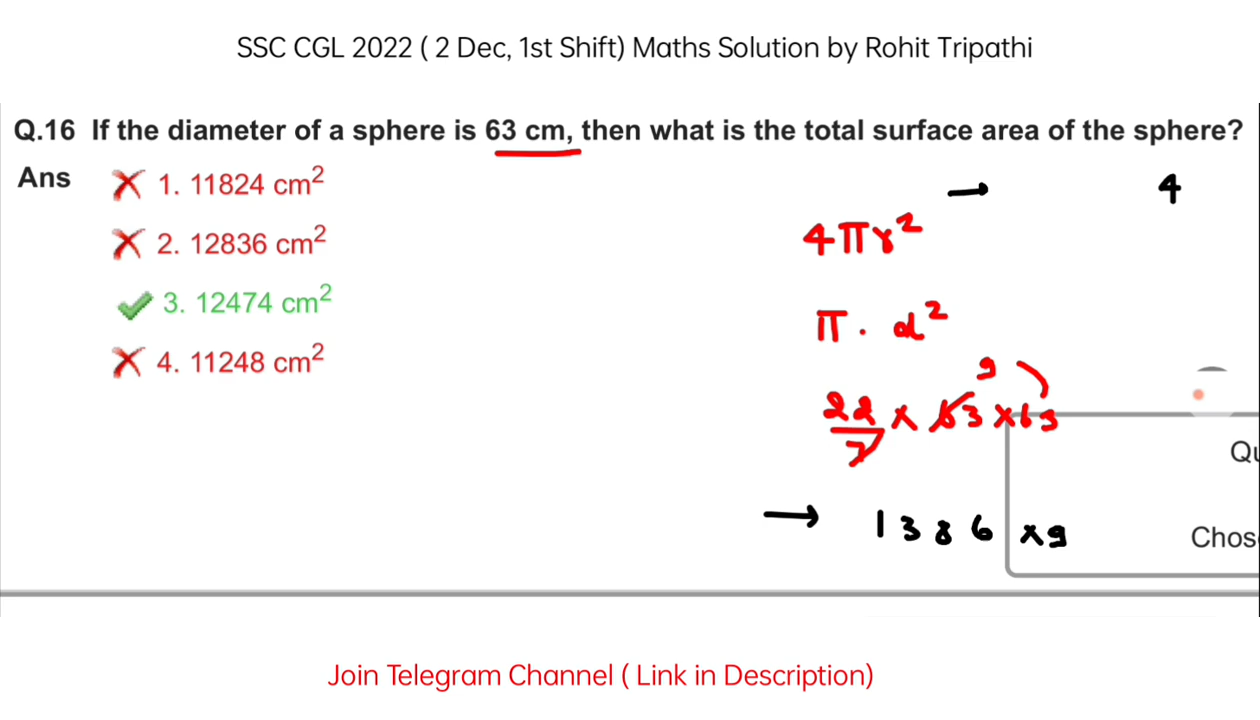 SSC CGL 2022 ( 2 Dec, 1st Shift) Maths Solution by Rohit Tripathi
Q.16 If the diameter of a sphere is 63 cm, then what is the total surface area of the sphere?
Ans
1. 11824 cm²
2. 12836 cm²
3. 12474 cm²
4. 11248 cm²
→ 4
4πr²
π · d²
9
22/7 × 63 × 63
→ 1386 × 9
Qu
Chos
Join Telegram Channel ( Link in Description)